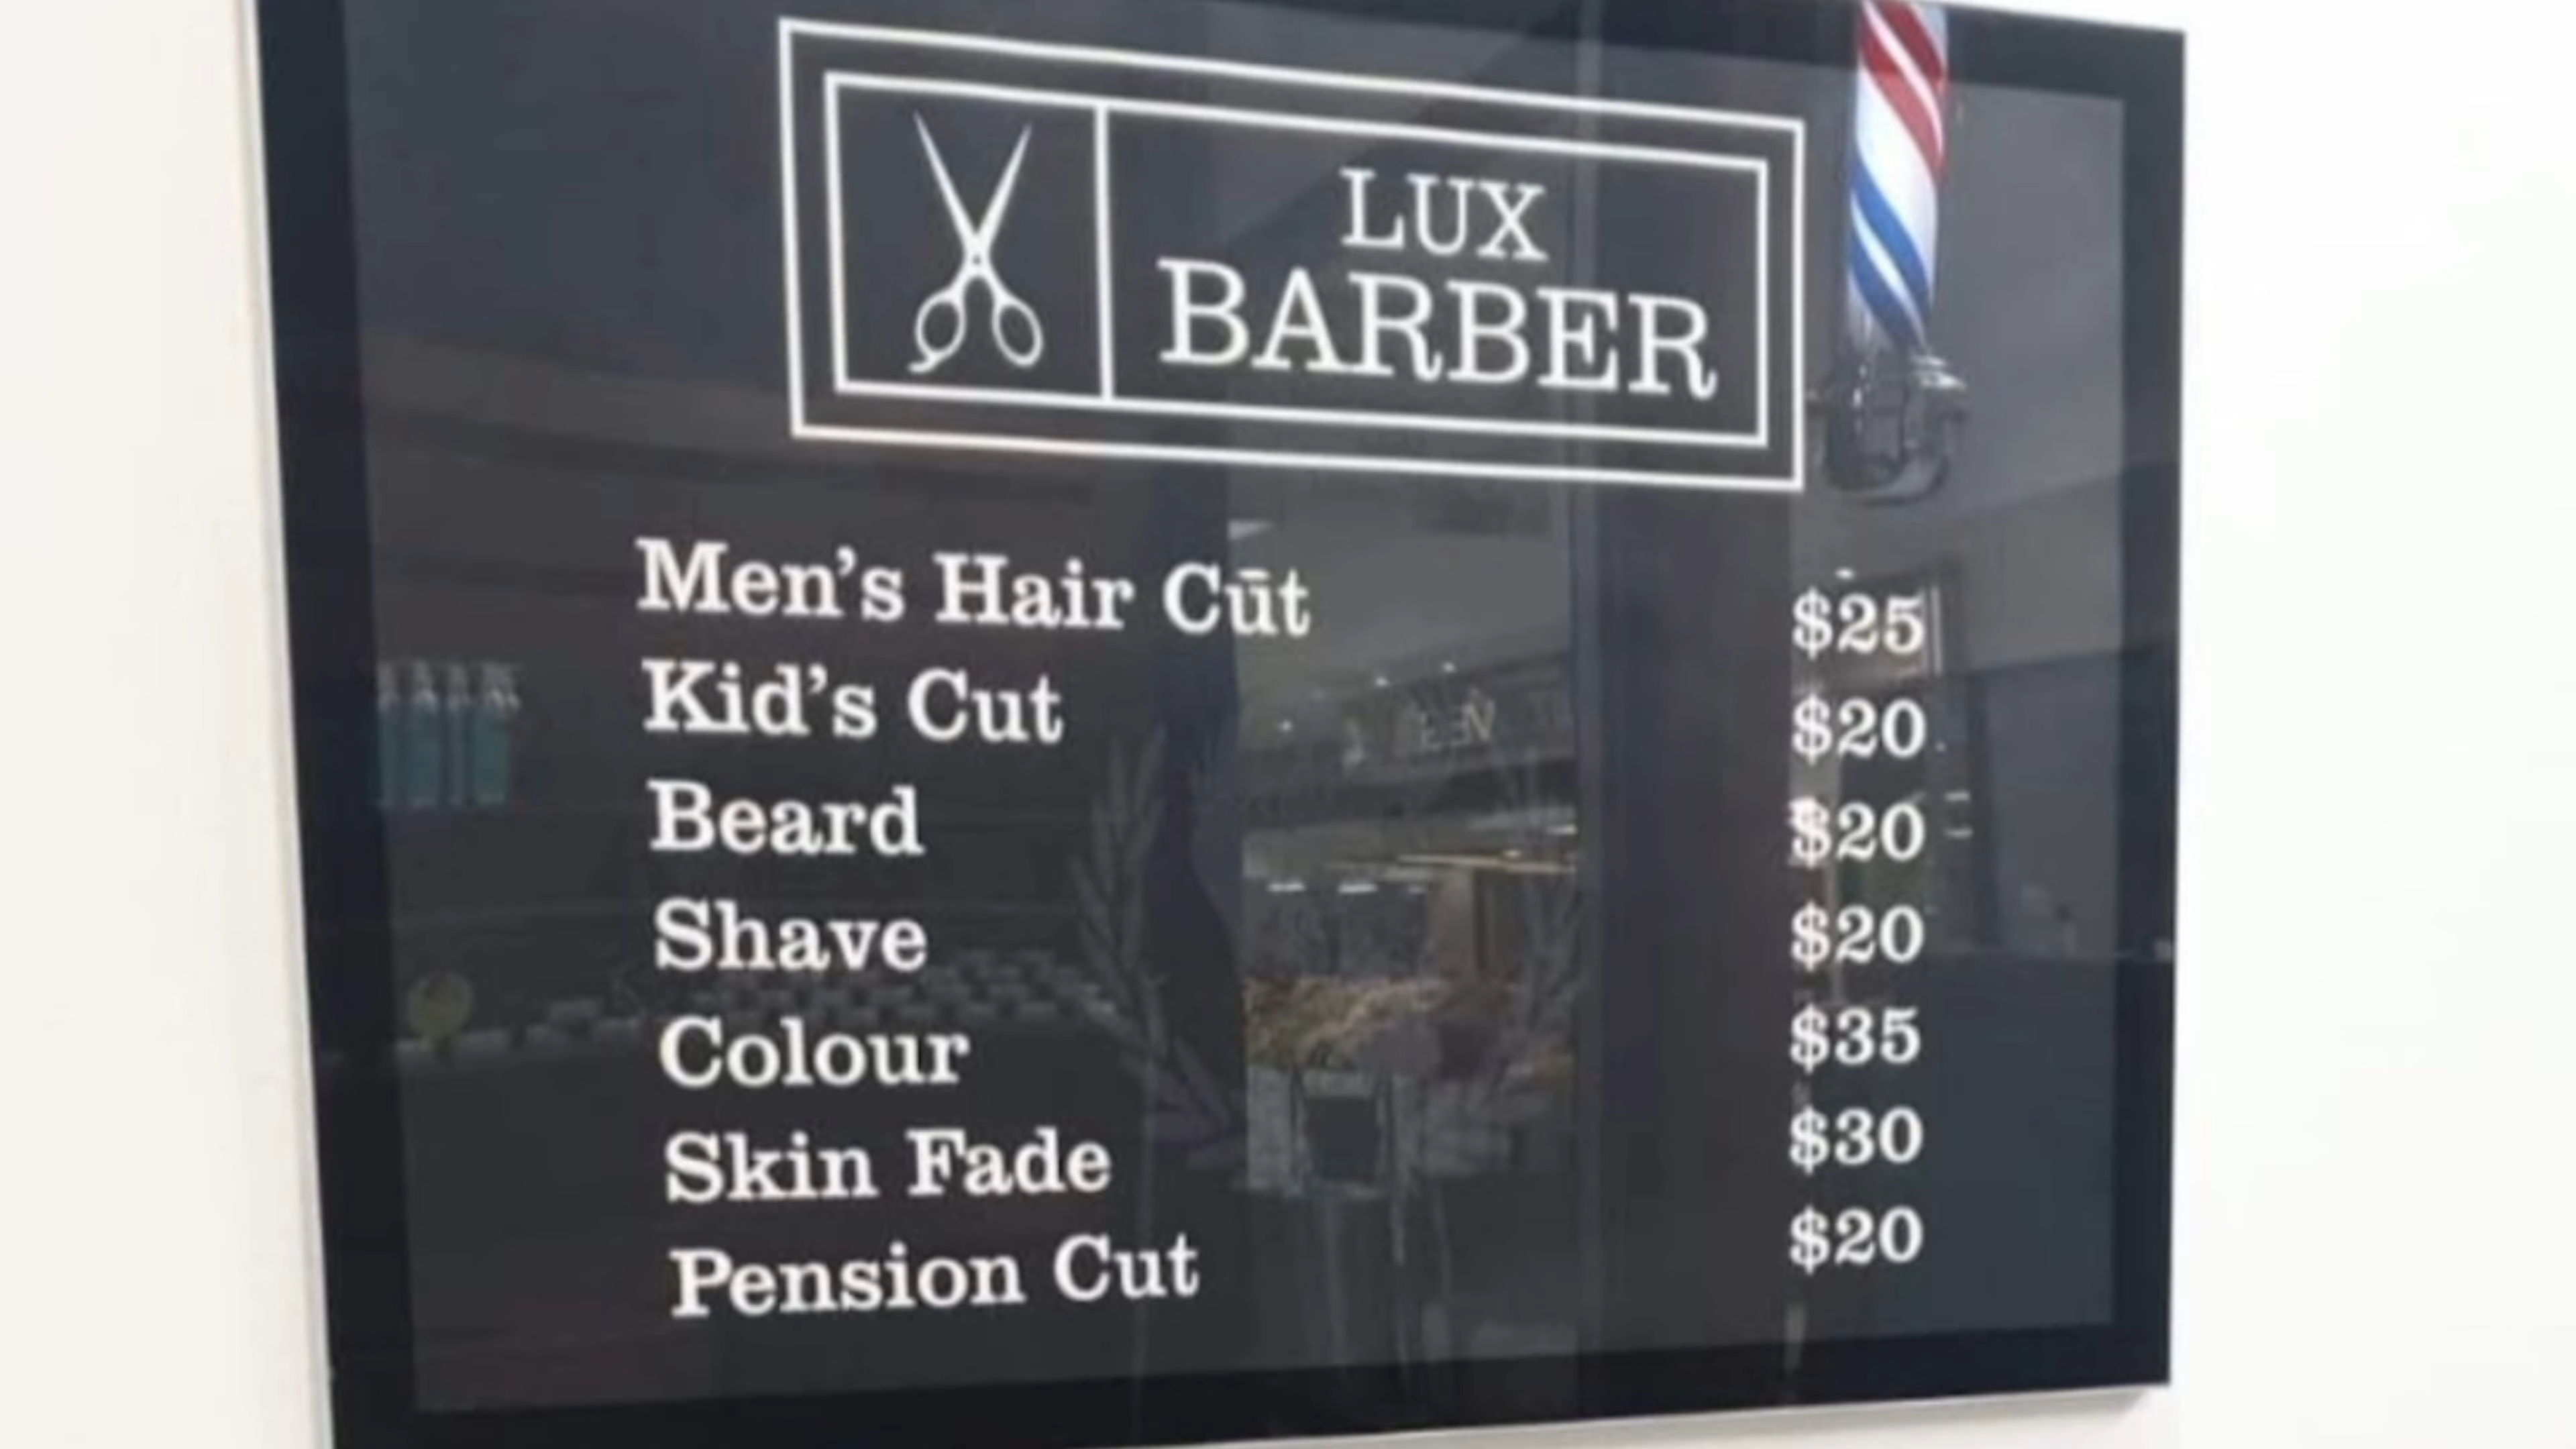 LUX
BARBER
Men's Hair Cut $25
Kid's Cut $20
Beard $20
Shave $20
Colour $35
Skin Fade $30
Pension Cut $20